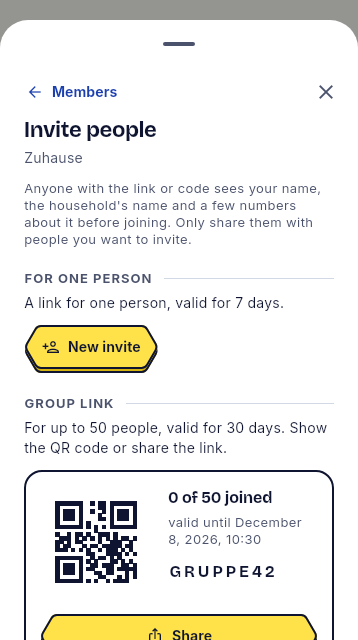 Members
Invite people
Zuhause
Anyone with the link or code sees your name,
the household's name and a few numbers
about it before joining. Only share them with
people you want to invite.
FOR ONE PERSON
A link for one person, valid for 7 days.
New invite
GROUP LINK
For up to 50 people, valid for 30 days. Show
the QR code or share the link.
0 of 50 joined
valid until December
8, 2026, 10:30
GRUPPE42
Share